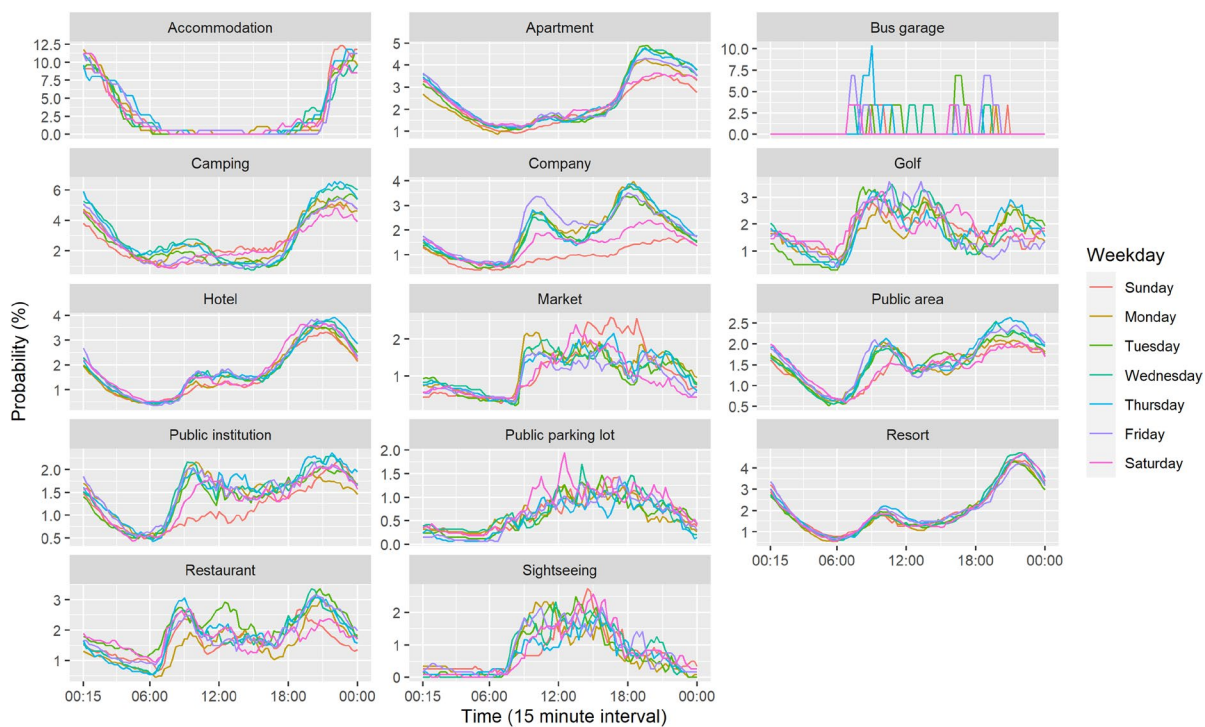 Accommodation
Apartment
Bus garage
12.5
10.0
7.5
5.0
2.5
0.0
5
4
3
2
1
10.0
7.5
5.0
2.5
0.0
Camping
Company
Golf
6
4
2
4
3
2
1
3
2
1
Hotel
Market
Public area
4
3
2
1
2
1
2.5
2.0
1.5
1.0
0.5
Public institution
Public parking lot
Resort
2.0
1.5
1.0
0.5
2.0
1.5
1.0
0.5
0.0
4
3
2
1
00:15 06:00 12:00 18:00 00:00
Restaurant
Sightseeing
3
2
1
2
1
0
00:15 06:00 12:00 18:00 00:00
00:15 06:00 12:00 18:00 00:00
Time (15 minute interval)
Probability (%)
Weekday
Sunday
Monday
Tuesday
Wednesday
Thursday
Friday
Saturday